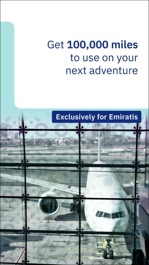 Get 100,000 miles
to use on your
next adventure
Exclusively for Emiratis